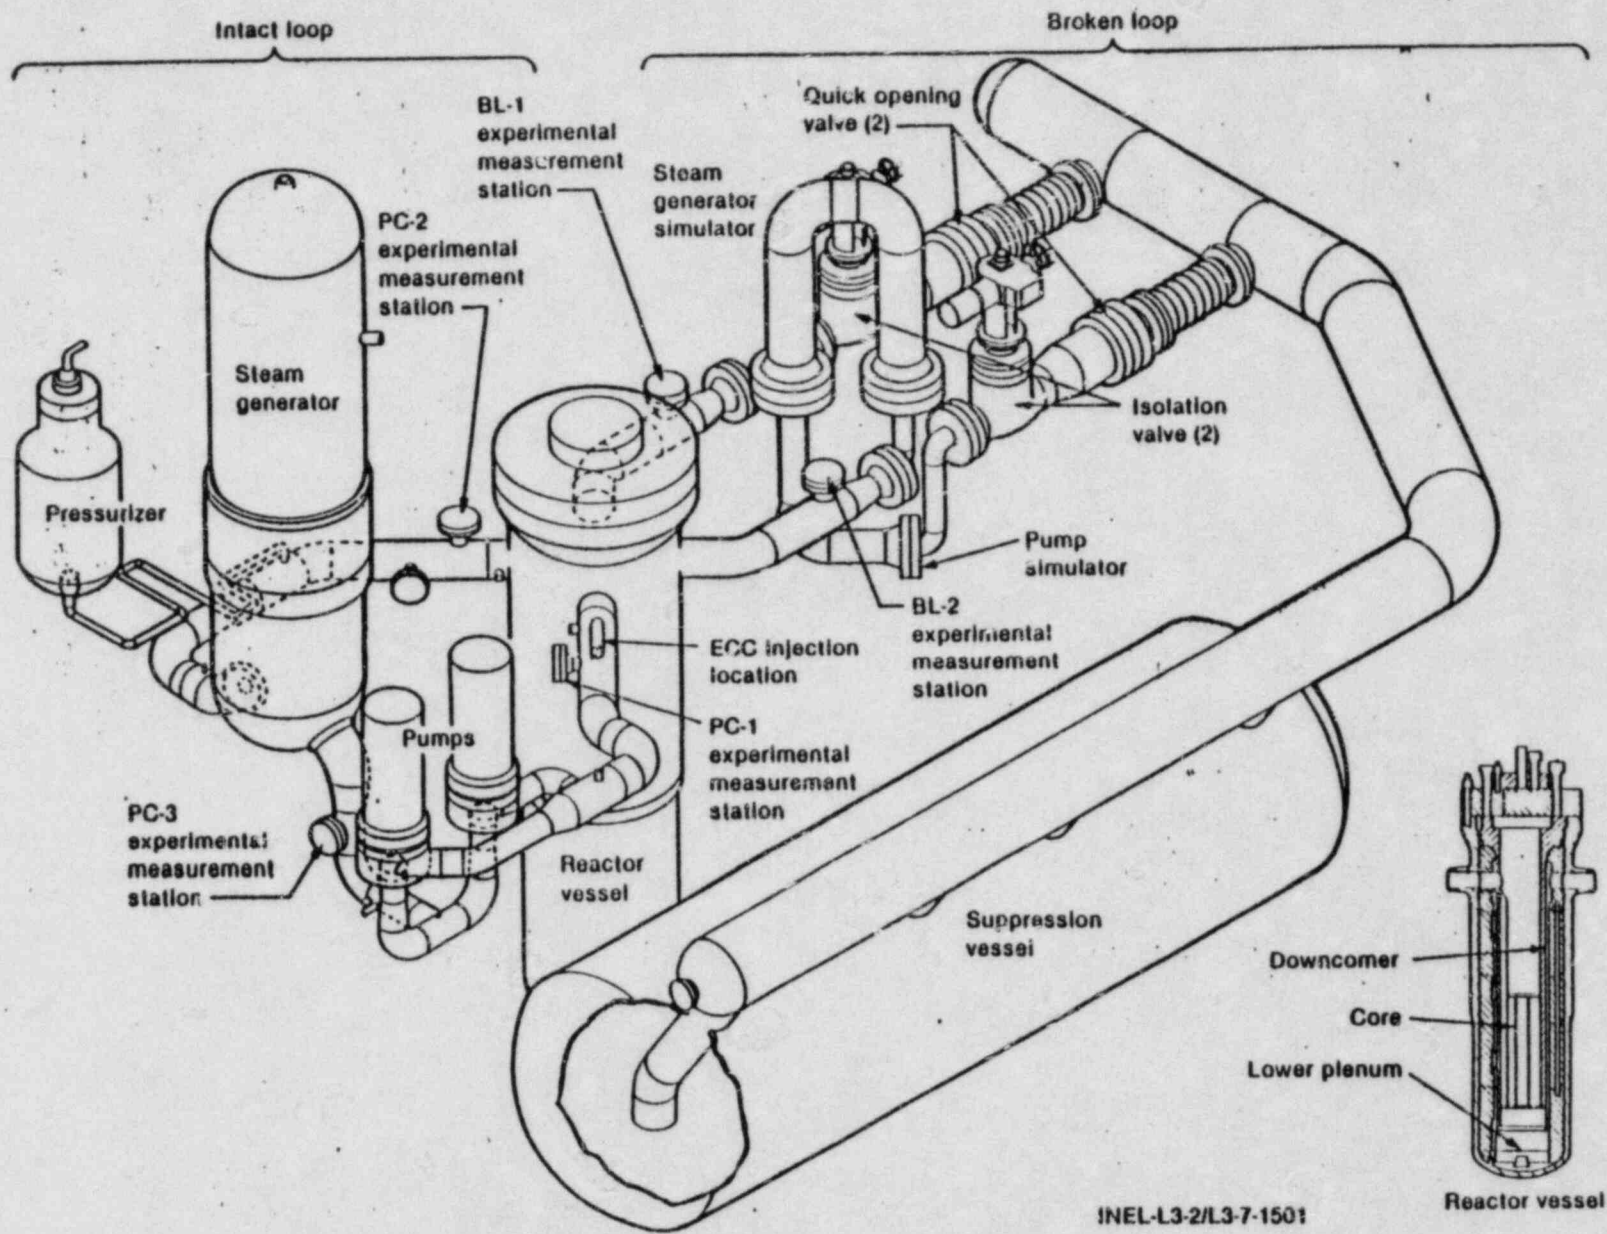 Intact loop
Broken loop
BL-1
experimental
measurement
station
Quick opening
valve (2)
Steam
generator
simulator
PC-2
experimental
measurement
station
Steam
generator
Isolation
valve (2)
Pressurizer
Pump
simulator
BL-2
experimental
measurement
station
ECC injection
location
Pumps
PC-1
experimental
measurement
station
PC-3
experimental
measurement
station
Reactor
vessel
Suppression
vessel
Downcomer
Core
Lower plenum
Reactor vessel
INEL-L3-2/L3-7-1501